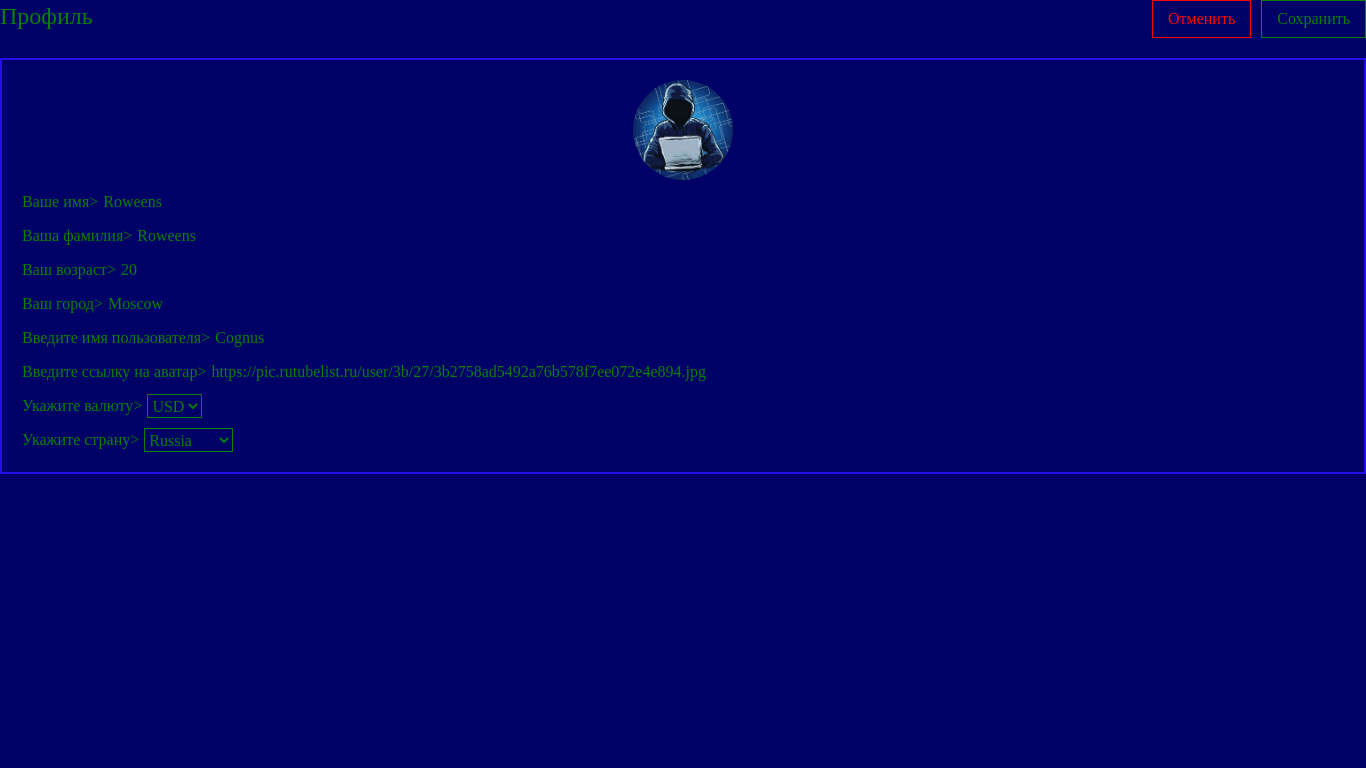 Профиль
Отменить
Сохранить
Ваше имя> Roweens
Ваша фамилия> Roweens
Ваш возраст> 20
Ваш город> Moscow
Введите имя пользователя> Cognus
Введите ссылку на аватар> https://pic.rutubelist.ru/user/3b/27/3b2758ad5492a76b578f7ee072e4e894.jpg
Укажите валюту> USD
Укажите страну> Russia